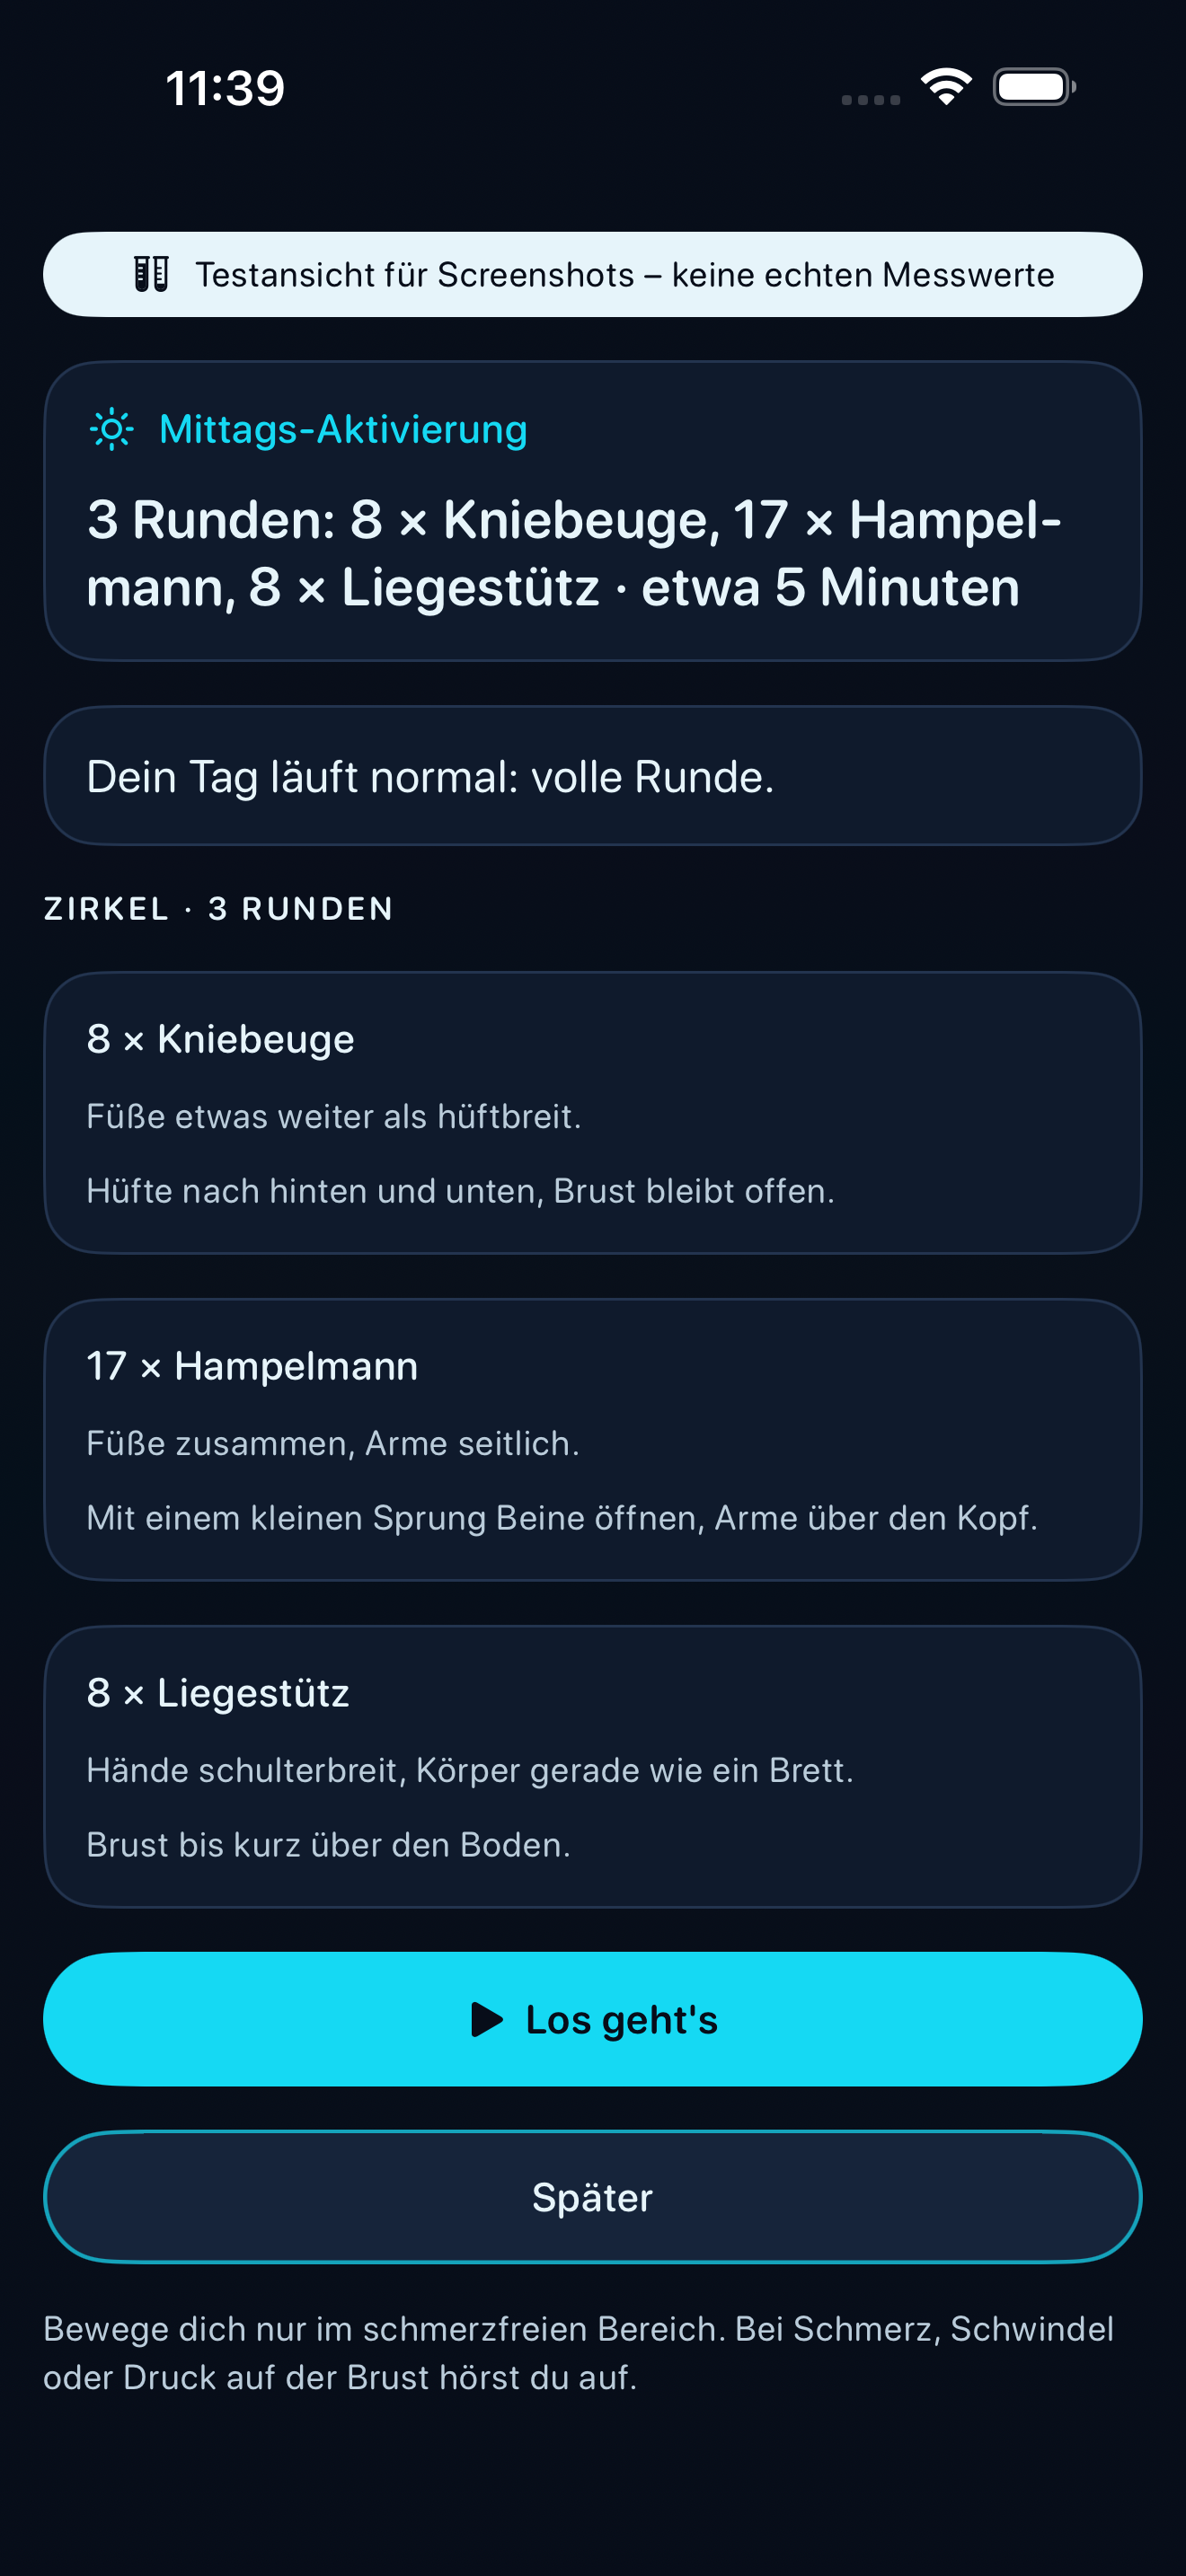 11:39
Testansicht für Screenshots – keine echten Messwerte
Mittags-Aktivierung
3 Runden: 8 × Kniebeuge, 17 × Hampel-
mann, 8 × Liegestütz · etwa 5 Minuten
Dein Tag läuft normal: volle Runde.
ZIRKEL · 3 RUNDEN
8 × Kniebeuge
Füße etwas weiter als hüftbreit.
Hüfte nach hinten und unten, Brust bleibt offen.
17 × Hampelmann
Füße zusammen, Arme seitlich.
Mit einem kleinen Sprung Beine öffnen, Arme über den Kopf.
8 × Liegestütz
Hände schulterbreit, Körper gerade wie ein Brett.
Brust bis kurz über den Boden.
Los geht's
Später
Bewege dich nur im schmerzfreien Bereich. Bei Schmerz, Schwindel
oder Druck auf der Brust hörst du auf.